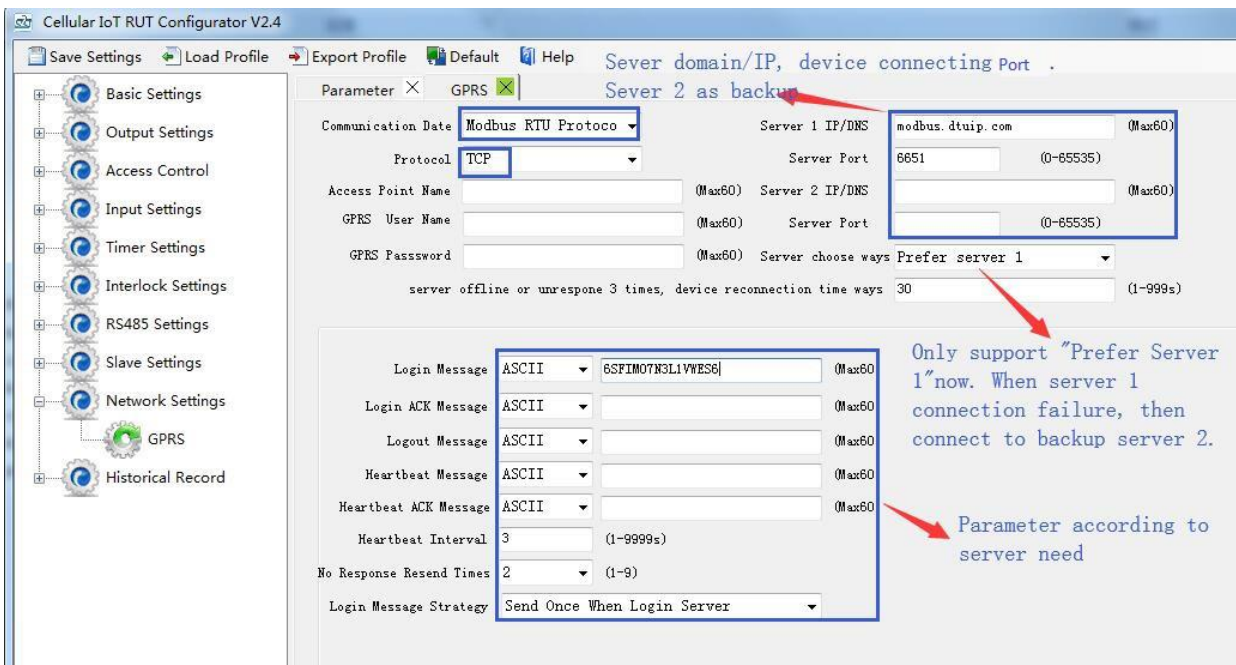 Cellular IoT RUT Configurator V2.4
Save Settings Load Profile Export Profile Default Help
Sever domain/IP, device connecting Port .
Sever 2 as backup
Basic Settings
Output Settings
Access Control
Input Settings
Timer Settings
Interlock Settings
RS485 Settings
Slave Settings
Network Settings
GPRS
Historical Record
Parameter GPRS
Communication Date Modbus RTU Protoco Server 1 IP/DNS modbus.dtuip.com (Max60)
Protocol TCP Server Port 6651 (0-65535)
Access Point Name (Max60) Server 2 IP/DNS (Max60)
GPRS User Name (Max60) Server Port (0-65535)
GPRS Passsword (Max60) Server choose ways Prefer server 1
server offline or unrespone 3 times, device reconnection time ways 30 (1-999s)
Only support "Prefer Server
1"now. When server 1
connection failure, then
connect to backup server 2.
Login Message ASCII 6SFIMO7N3L1VWES6 (Max60
Login ACK Message ASCII (Max60
Logout Message ASCII (Max60
Heartbeat Message ASCII (Max60
Heartbeat ACK Message ASCII (Max60
Heartbeat Interval 3 (1-9999s)
No Response Resend Times 2 (1-9)
Login Message Strategy Send Once When Login Server
Parameter according to
server need